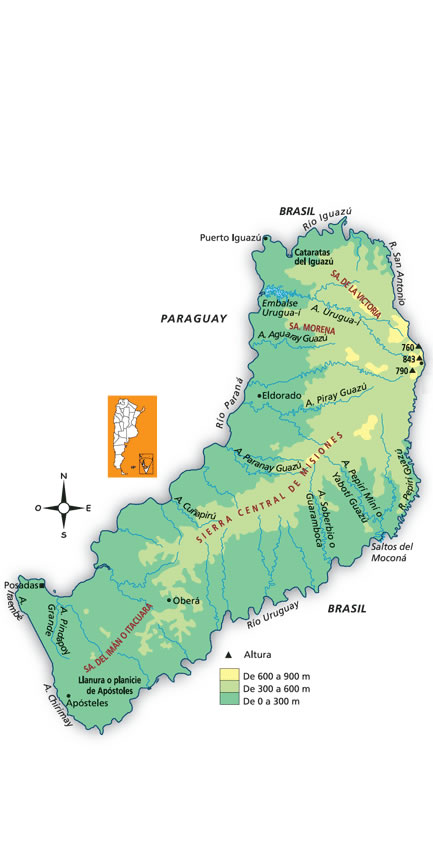 BRASIL
Río Iguazú
Puerto Iguazú
Cataratas
del Iguazú
R. San Antonio
SA. DE LA VICTORIA
Embalse
Urugua-í
A. Urugua-í
PARAGUAY
SA. MORENA
A. Aguaray Guazú
760
843
790
Río Paraná
Eldorado
A. Piray Guazú
SIERRA CENTRAL DE MISIONES
A. Paranay Guazú
A. Pepirí Miní o
Yabotí Guazú
R. Pepirí Guazú
N
O
E
S
A. Cuñapirú
A. Soberbio o
Guarambocá
Saltos del
Moconá
Posadas
A. Itaembé
A. Pindapoy
Grande
Oberá
Río Uruguay
BRASIL
SA. DEL IMÁN O ITACUARA
Llanura o planicie
de Apóstoles
Apósteles
A. Chirimay
Altura
De 600 a 900 m
De 300 a 600 m
De 0 a 300 m